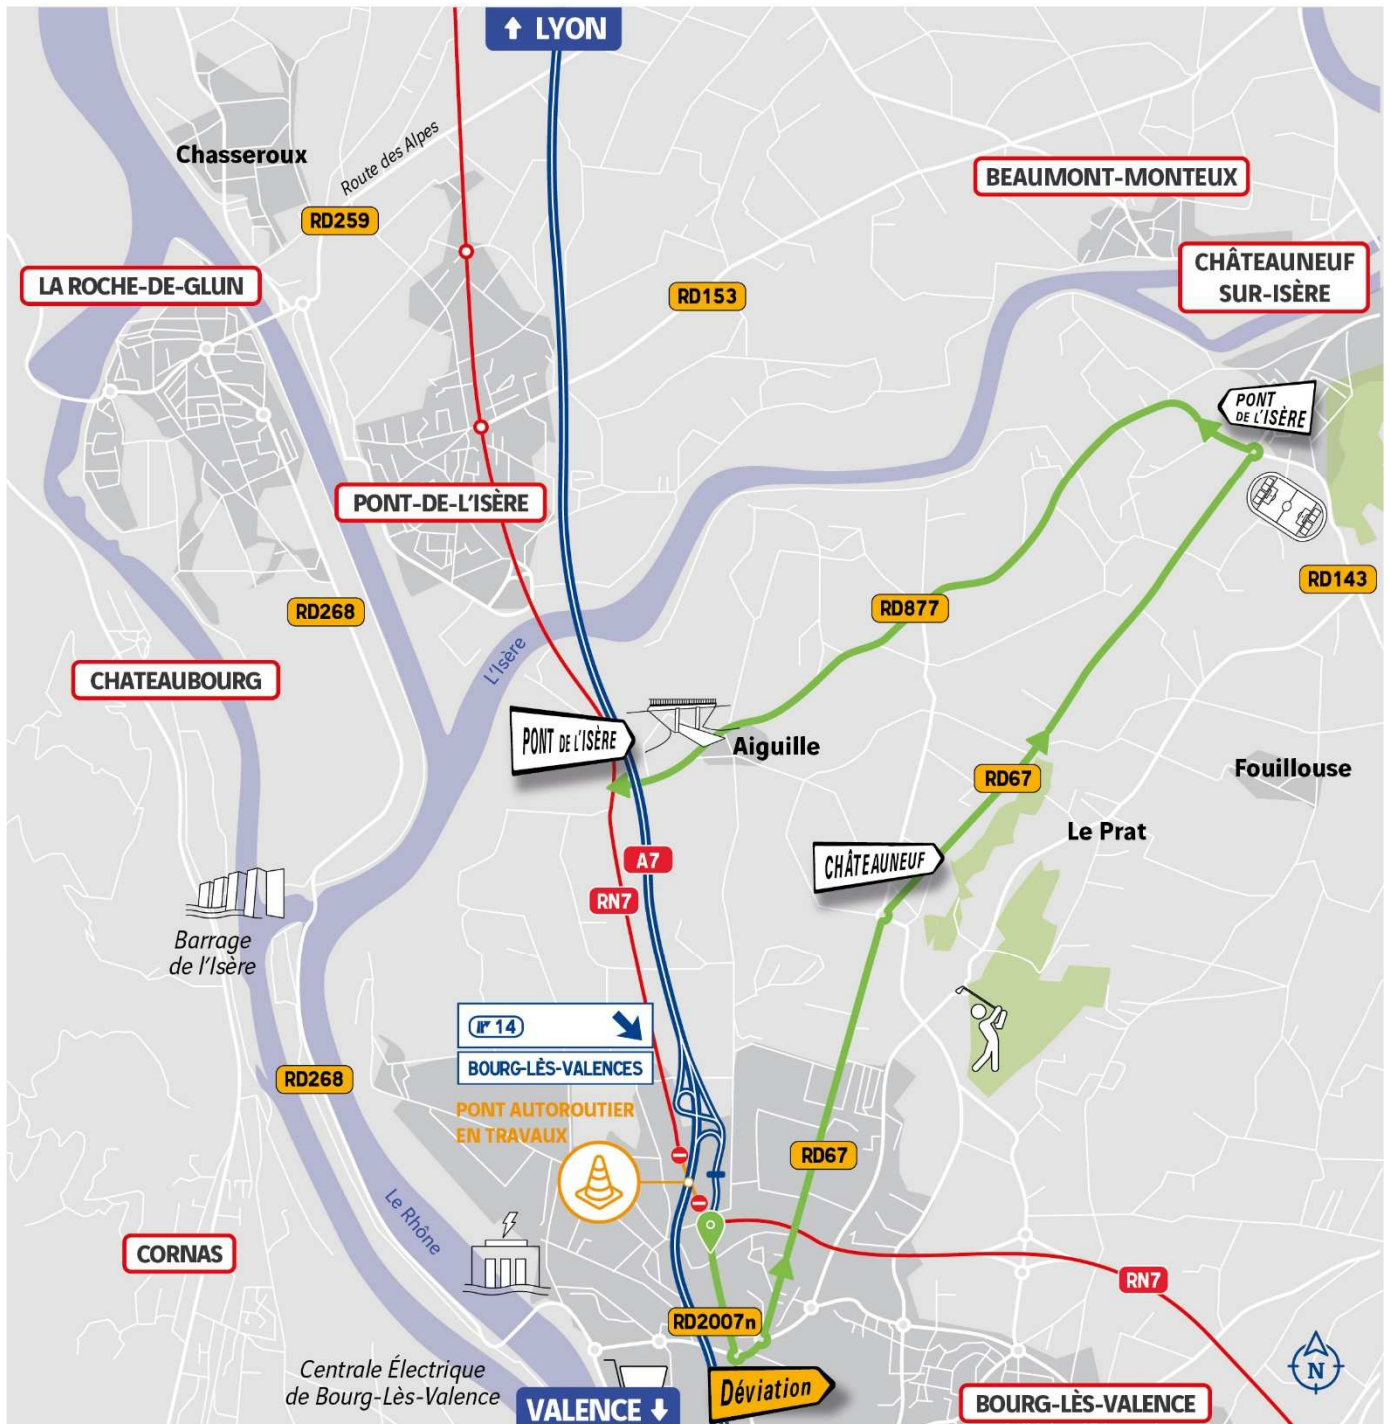 LYON
Chasseroux
Route des Alpes
RD259
BEAUMONT-MONTEUX
CHÂTEAUNEUF
SUR-ISÈRE
LA ROCHE-DE-GLUN
RD153
PONT
DE L'ISÈRE
PONT-DE-L'ISÈRE
RD143
RD268
RD877
L'Isère
CHATEAUBOURG
PONT DE L'ISÈRE
Aiguille
RD67
Fouillouse
Le Prat
A7
CHÂTEAUNEUF
RN7
Barrage
de l'Isère
14
BOURG-LÈS-VALENCES
RD268
PONT AUTOROUTIER
EN TRAVAUX
RD67
Le Rhône
CORNAS
RN7
RD2007n
Centrale Électrique
de Bourg-Lès-Valence
Déviation
N
VALENCE
BOURG-LÈS-VALENCE